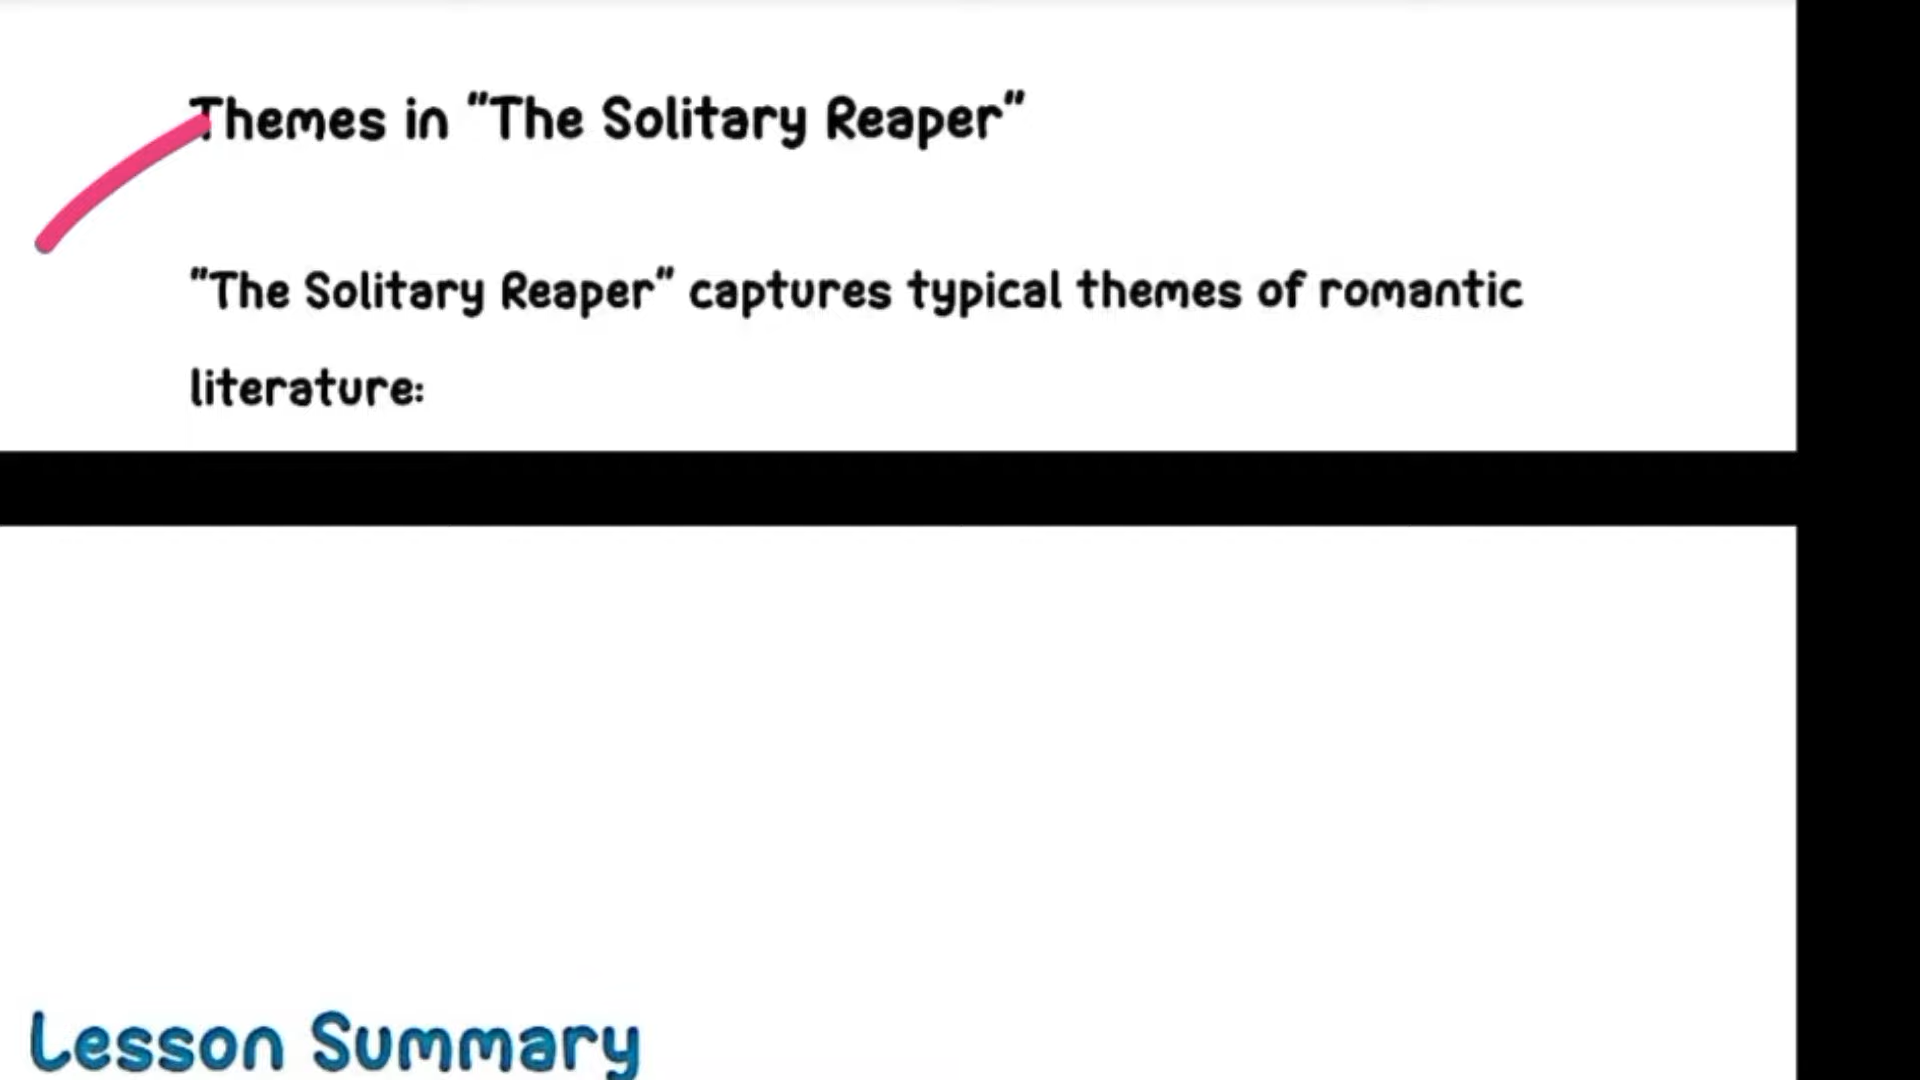 Themes in "The Solitary Reaper"
"The Solitary Reaper" captures typical themes of romantic
literature:
Lesson Summary